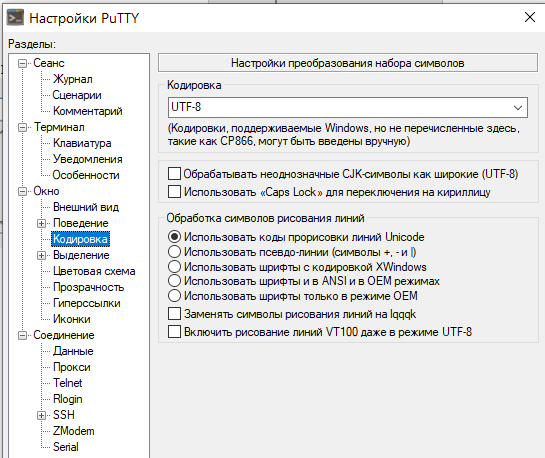 Настройки PuTTY
Разделы:
Сеанс
Журнал
Сценарии
Комментарий
Терминал
Клавиатура
Уведомления
Особенности
Окно
Внешний вид
Поведение
Кодировка
Выделение
Цветовая схема
Прозрачность
Гиперссылки
Иконки
Соединение
Данные
Прокси
Telnet
Rlogin
SSH
ZModem
Serial
Настройки преобразования набора символов
Кодировка
UTF-8
(Кодировки, поддерживаемые Windows, но не перечисленные здесь,
такие как CP866, могут быть введены вручную)
Обрабатывать неоднозначные CJK-символы как широкие (UTF-8)
Использовать «Caps Lock» для переключения на кириллицу
Обработка символов рисования линий
Использовать коды прорисовки линий Unicode
Использовать псевдо-линии (символы +, - и |)
Использовать шрифты с кодировкой XWindows
Использовать шрифты и в ANSI и в OEM режимах
Использовать шрифты только в режиме OEM
Заменять символы рисования линий на lqqqk
Включить рисование линий VT100 даже в режиме UTF-8